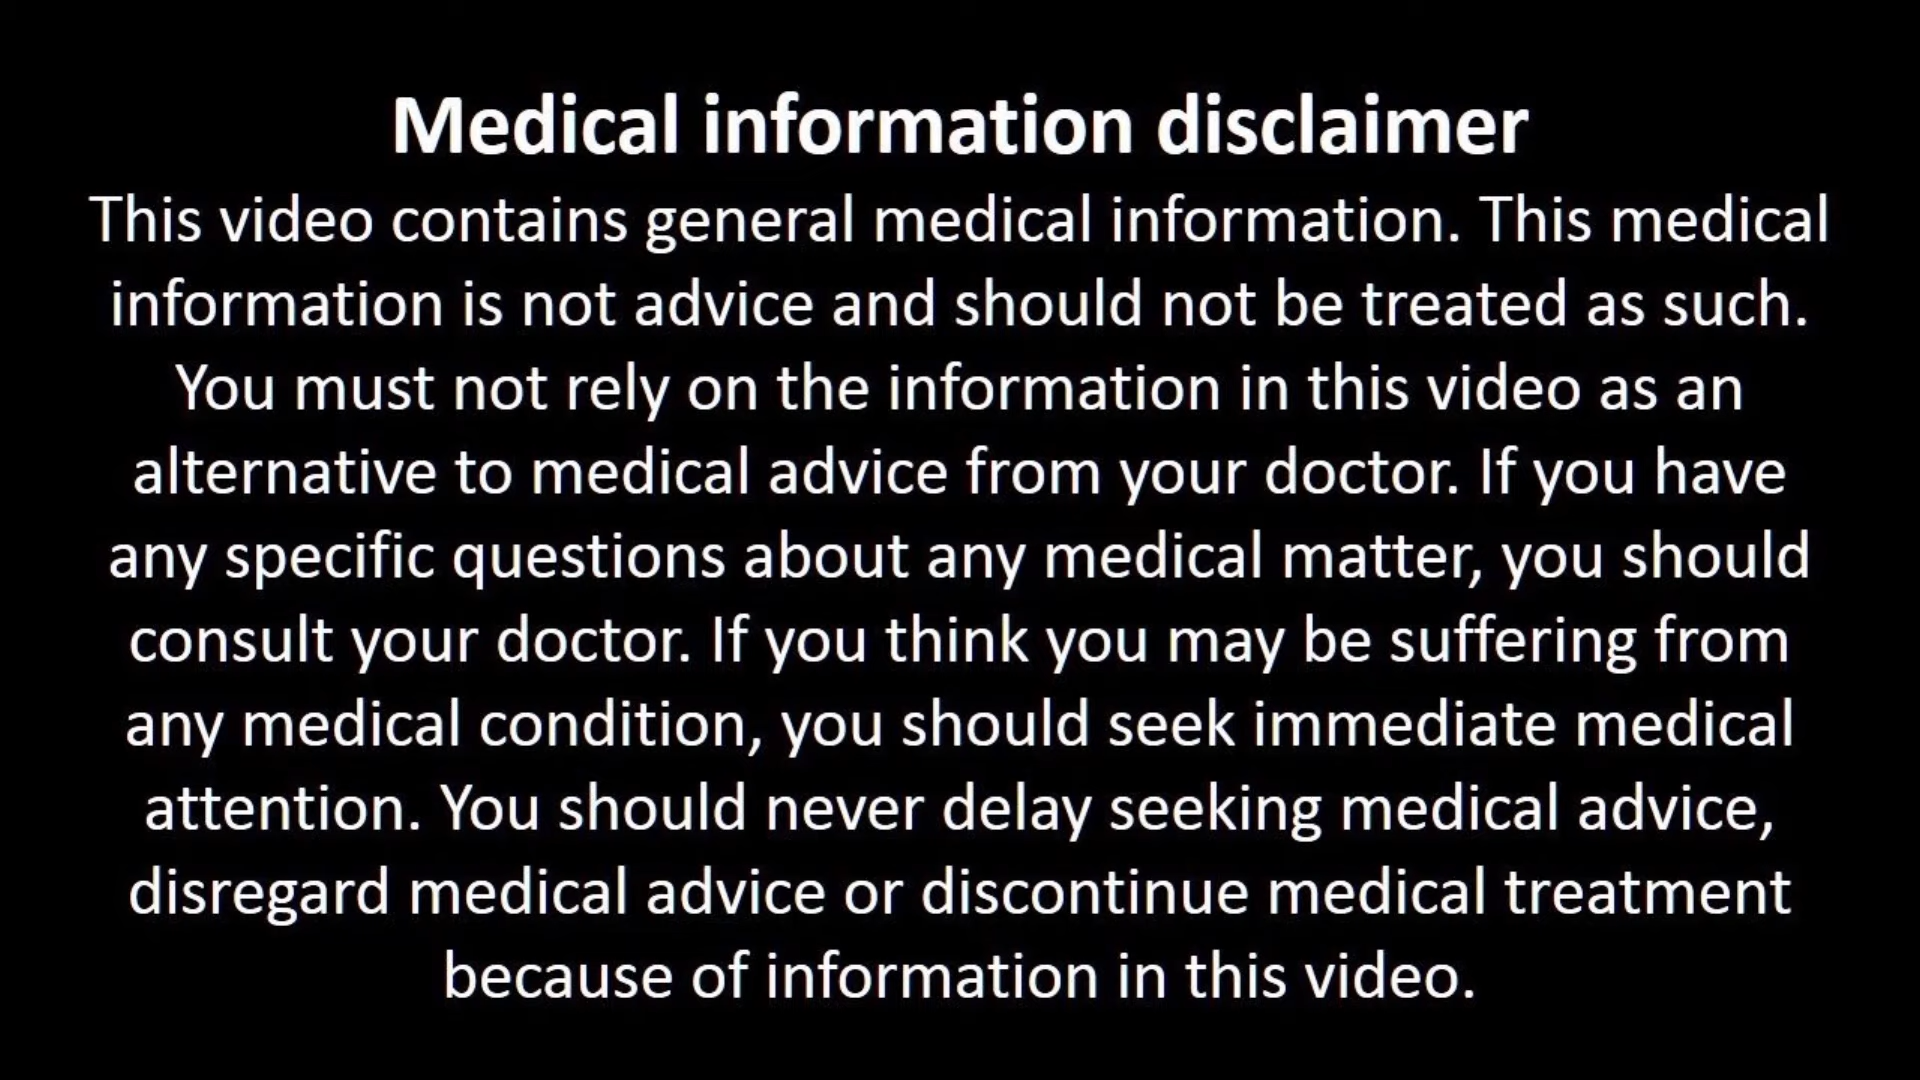 Medical information disclaimer
This video contains general medical information. This medical
information is not advice and should not be treated as such.
You must not rely on the information in this video as an
alternative to medical advice from your doctor. If you have
any specific questions about any medical matter, you should
consult your doctor. If you think you may be suffering from
any medical condition, you should seek immediate medical
attention. You should never delay seeking medical advice,
disregard medical advice or discontinue medical treatment
because of information in this video.